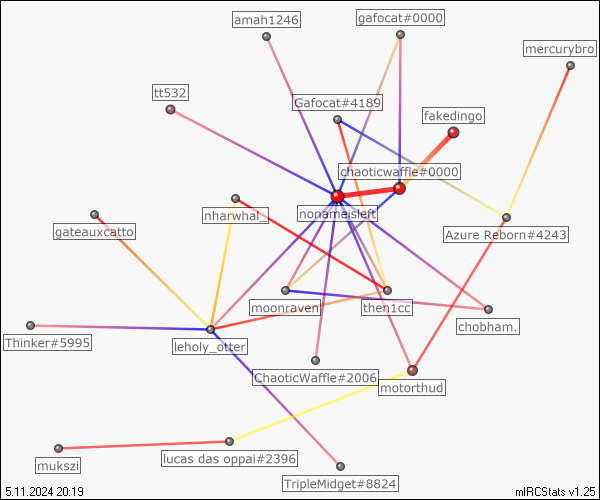 amah1246
gafocat#0000
mercurybro
tt532
Gafocat#4189
fakedingo
chaoticwaffle#0000
nharwhal_
nonameisleft
gateauxcatto
Azure Reborn#4243
moonraven
then1cc
chobham.
Thinker#5995
leholy_otter
ChaoticWaffle#2006
motorthud
mukszi
lucas das oppai#2396
TripleMidget#8824
5.11.2024 20:19
mIRCStats v1.25